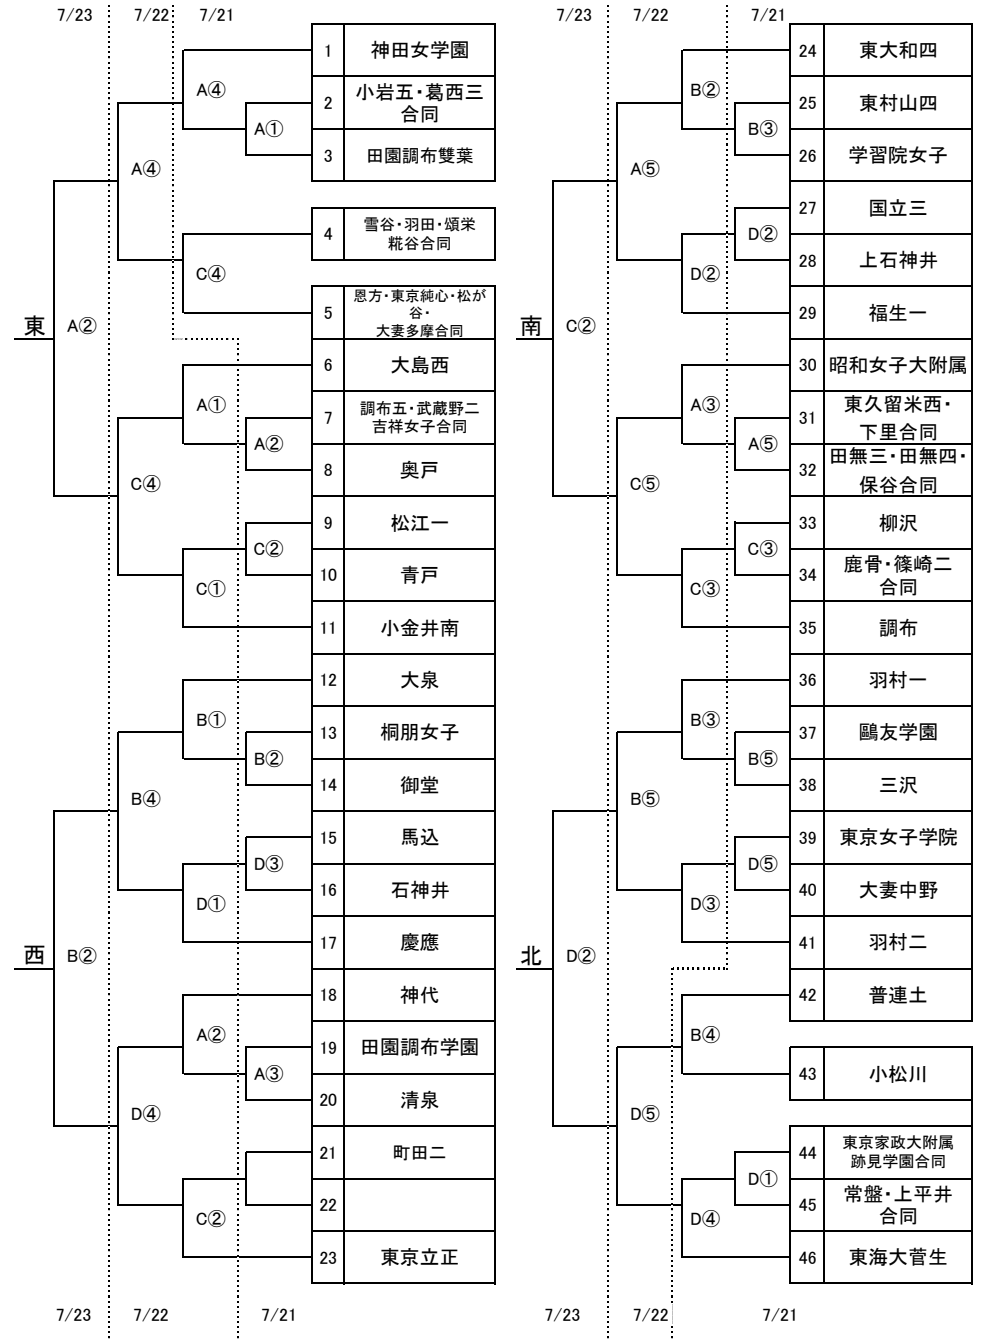 7/23 7/22 7/21
1 神田女学園
A④
2 小岩五・葛西三
合同
A①
3 田園調布雙葉
A④
4 雪谷・羽田・頌栄
糀谷合同
C④
5 恩方・東京純心・松が
谷・
大妻多摩合同
東 A②
6 大島西
A①
7 調布五・武蔵野二
吉祥女子合同
A②
8 奥戸
C④
9 松江一
C②
10 青戸
C①
11 小金井南
12 大泉
B①
13 桐朋女子
B②
14 御堂
B④
15 馬込
D③
16 石神井
D①
17 慶應
西 B②
18 神代
A②
19 田園調布学園
A③
20 清泉
D④
21 町田二
22
C②
23 東京立正
7/23 7/22 7/21
7/23 7/22 7/21
24 東大和四
B②
25 東村山四
B③
26 学習院女子
A⑤
27 国立三
D②
28 上石神井
D②
29 福生一
南 C②
30 昭和女子大附属
A③
31 東久留米西・
下里合同
A⑤
32 田無三・田無四・
保谷合同
C⑤
33 柳沢
C③
34 鹿骨・篠崎二
合同
C③
35 調布
36 羽村一
B③
37 鷗友学園
B⑤
38 三沢
B⑤
39 東京女子学院
D⑤
40 大妻中野
D③
41 羽村二
北 D②
42 普連土
B④
43 小松川
D⑤
44 東京家政大附属
跡見学園合同
D①
45 常盤・上平井
合同
D④
46 東海大菅生
7/23 7/22 7/21